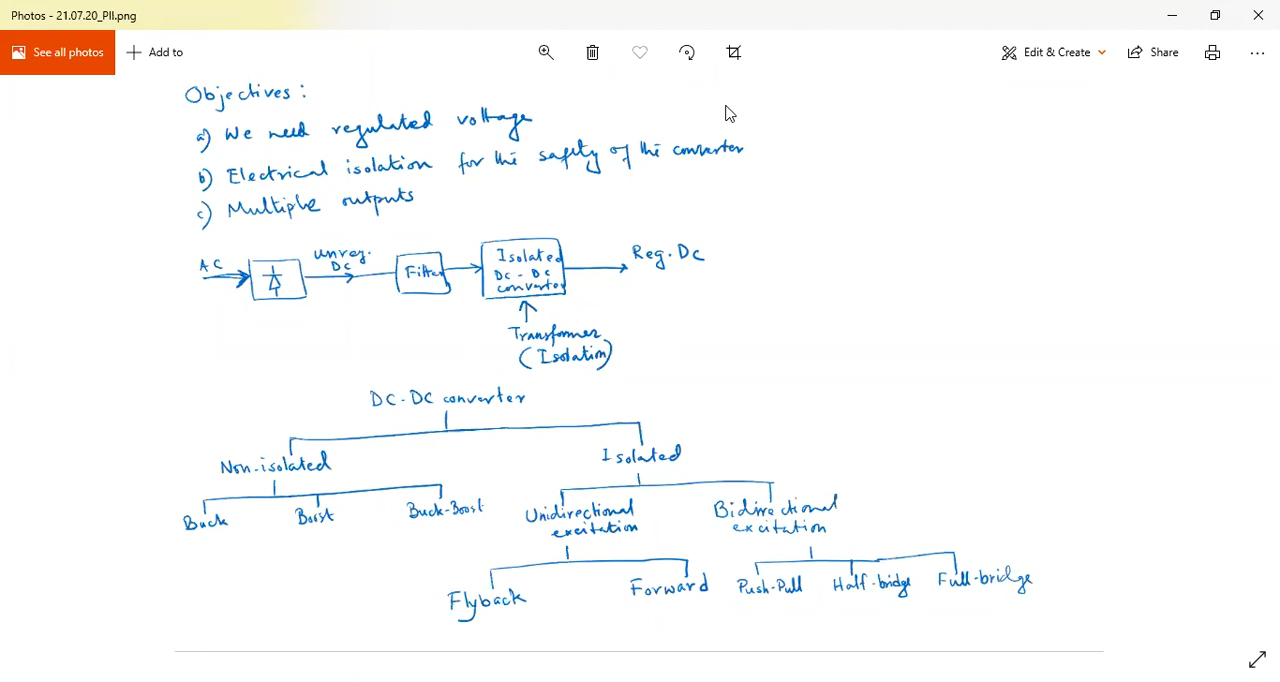 Photos - 21.07.20_PII.png
See all photos
Add to
Edit & Create
Share
Objectives :
a) We need regulated voltage
b) Electrical isolation for the safety of the converter
c) Multiple outputs
AC
Unreg. DC
Filter
Isolated
DC-DC
convertor
Reg. DC
Transformer
(Isolation)
DC-DC converter
Non-isolated
Isolated
Buck
Boost
Buck-Boost
Unidirectional
excitation
Bidirectional
excitation
Flyback
Forward
Push-Pull
Half-bridge
Full-bridge